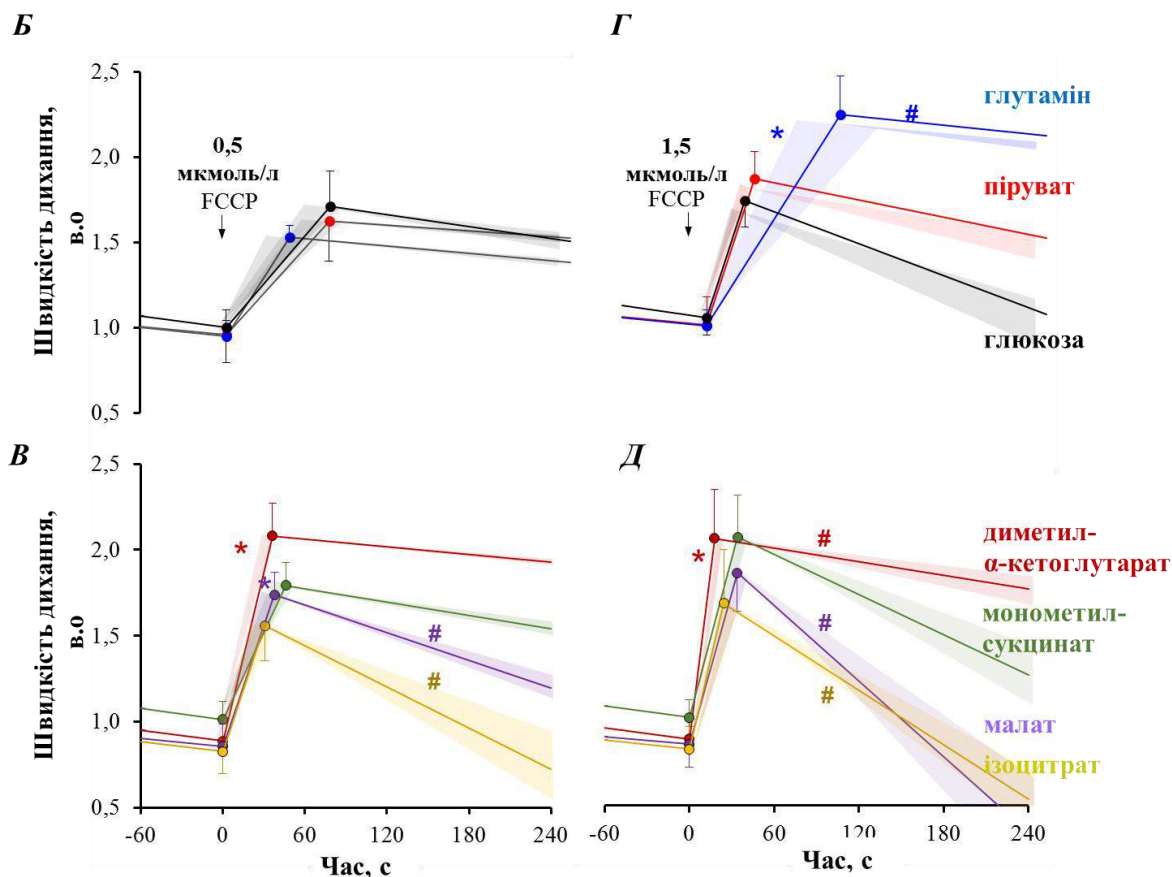 Б
Г
2,5
2,0
1,5
1,0
0,5
Швидкість дихання,
в.о
0,5
мкмоль/л
FCCP
1,5
мкмоль/л
FCCP
*
#
глутамін
піруват
глюкоза
В
Д
2,5
2,0
1,5
1,0
0,5
Швидкість дихання,
в.о
*
*
#
#
*
#
#
#
диметил-
α-кетоглутарат
монометил-
сукцинат
малат
ізоцитрат
-60 0 60 120 180 240
Час, с
-60 0 60 120 180 240
Час, с